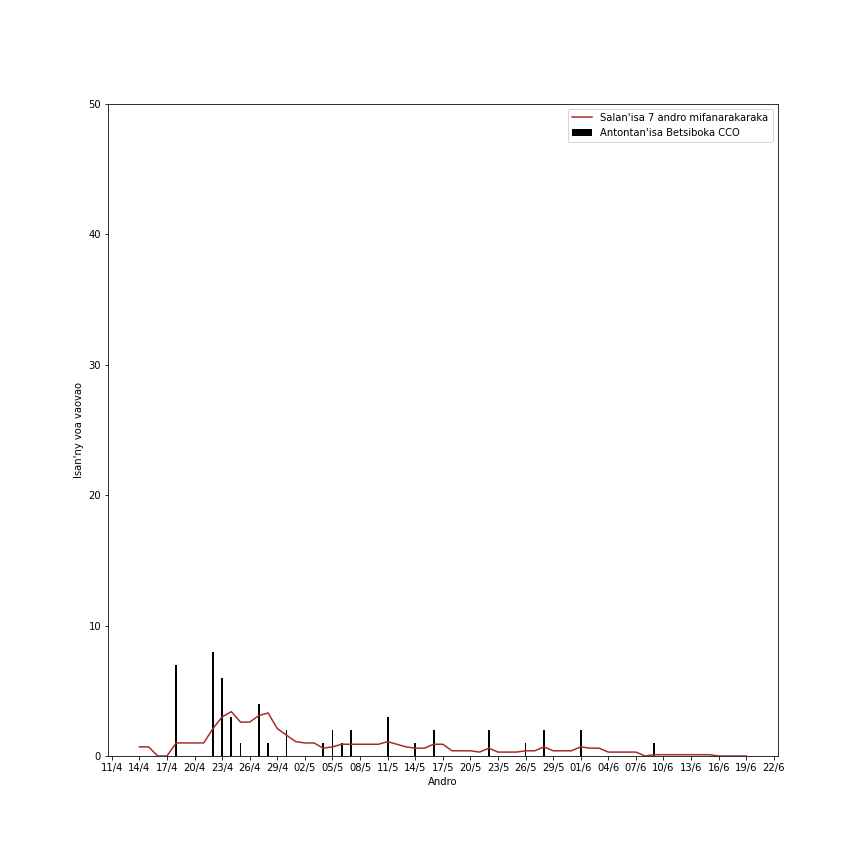 Salan'isa 7 andro mifanarakaraka
Antontan'isa Betsiboka CCO
50
40
30
20
10
0
Isan'ny voa vaovao
11/4 14/4 17/4 20/4 23/4 26/4 29/4 02/5 05/5 08/5 11/5 14/5 17/5 20/5 23/5 26/5 29/5 01/6 04/6 07/6 10/6 13/6 16/6 19/6 22/6
Andro